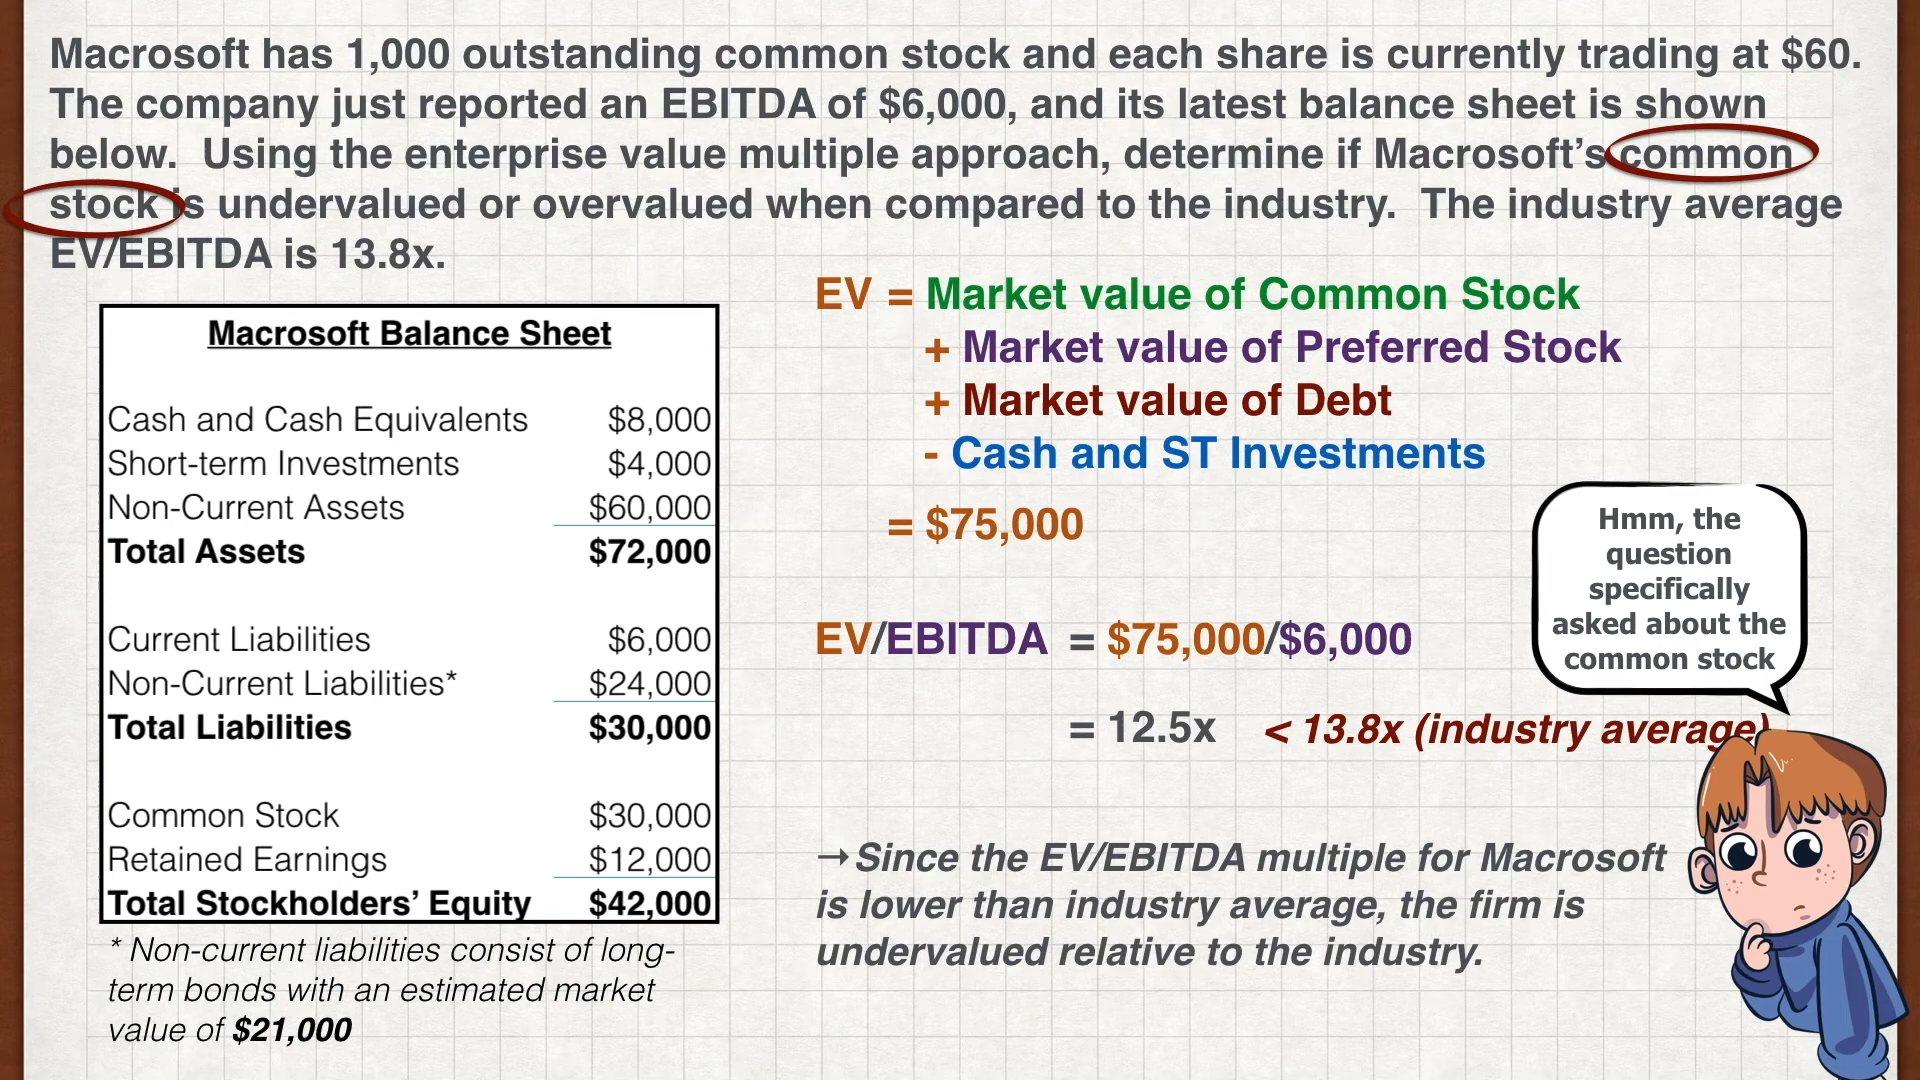 Macrosoft has 1,000 outstanding common stock and each share is currently trading at $60.
The company just reported an EBITDA of $6,000, and its latest balance sheet is shown
below.  Using the enterprise value multiple approach, determine if Macrosoft’s common
stock is undervalued or overvalued when compared to the industry.  The industry average
EV/EBITDA is 13.8x.
Macrosoft Balance Sheet
Cash and Cash Equivalents $8,000
Short-term Investments $4,000
Non-Current Assets $60,000
Total Assets $72,000
Current Liabilities $6,000
Non-Current Liabilities* $24,000
Total Liabilities $30,000
Common Stock $30,000
Retained Earnings $12,000
Total Stockholders’ Equity $42,000
* Non-current liabilities consist of long-
term bonds with an estimated market
value of $21,000
EV = Market value of Common Stock
+ Market value of Preferred Stock
+ Market value of Debt
- Cash and ST Investments
= $75,000
EV/EBITDA = $75,000/$6,000
= 12.5x < 13.8x (industry average)
→Since the EV/EBITDA multiple for Macrosoft
is lower than industry average, the firm is
undervalued relative to the industry.
Hmm, the
question
specifically
asked about the
common stock